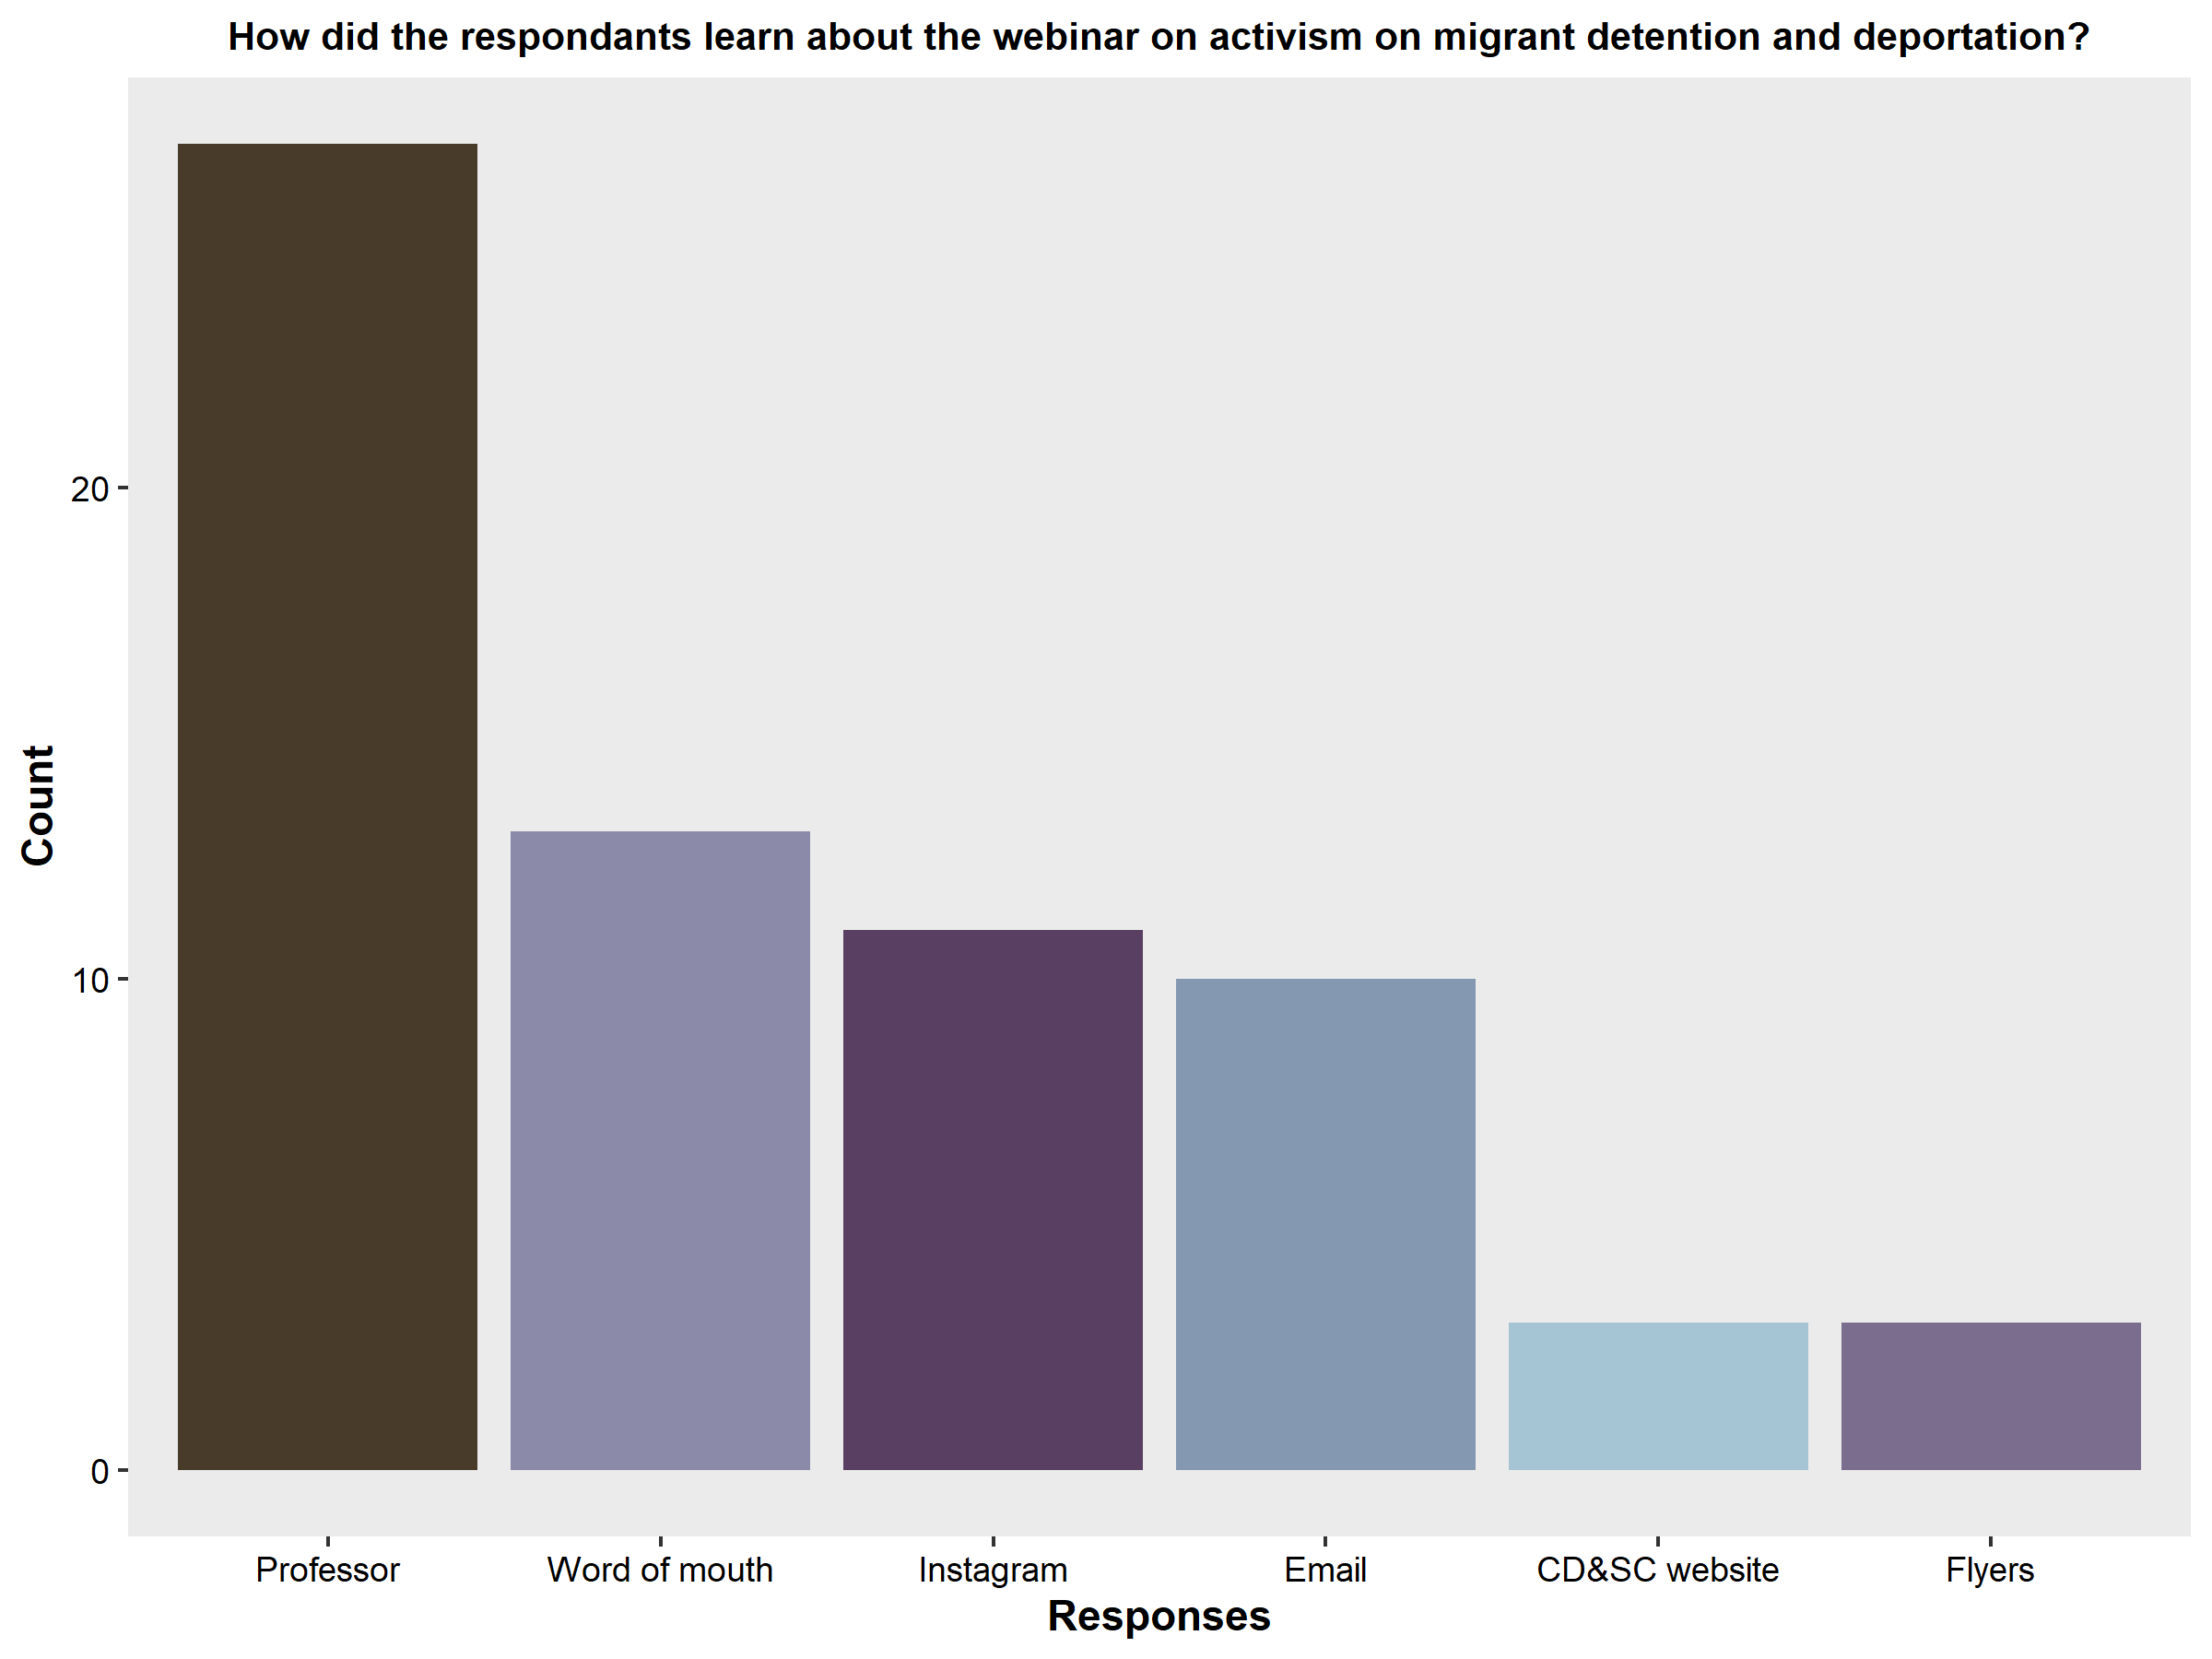 How did the respondants learn about the webinar on activism on migrant detention and deportation?
Count
20
10
0
Professor Word of mouth Instagram Email CD&SC website Flyers
Responses